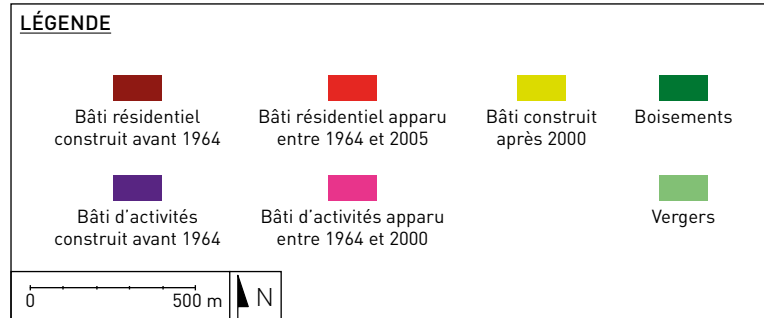 LÉGENDE
Bâti résidentiel
construit avant 1964
Bâti résidentiel apparu
entre 1964 et 2005
Bâti construit
après 2000
Boisements
Bâti d'activités
construit avant 1964
Bâti d'activités apparu
entre 1964 et 2000
Vergers
0
500 m
N